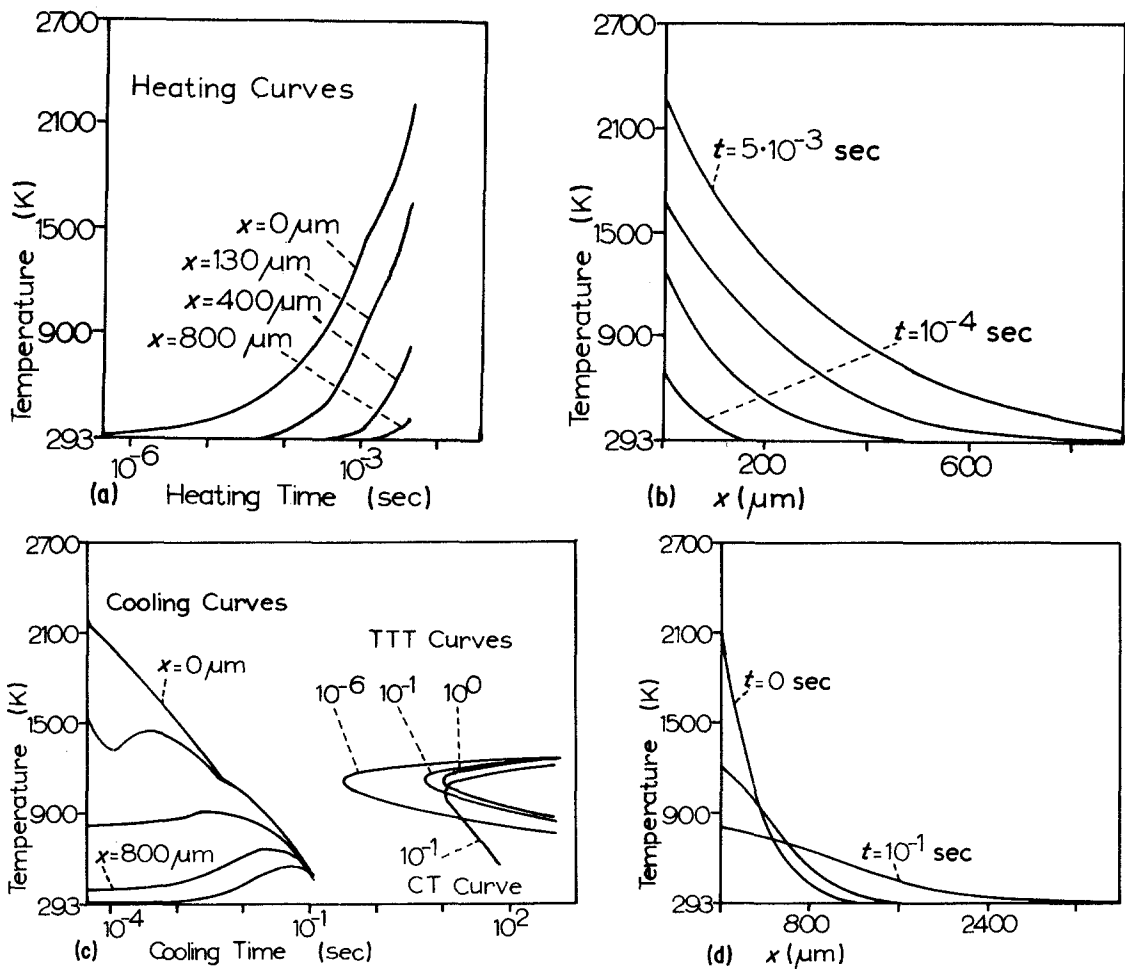 2700
2100
1500
900
293
Temperature (K)
Heating Curves
x=0 μm
x=130 μm
x=400 μm
x=800 μm
10⁻⁶
10⁻³
(a) Heating Time (sec)
2700
2100
1500
900
293
Temperature (K)
t=5·10⁻³ sec
t=10⁻⁴ sec
200
600
(b) x (μm)
2700
2100
1500
900
293
Temperature (K)
Cooling Curves
x=0 μm
x=800 μm
TTT Curves
10⁻⁶
10⁻¹
10⁰
10⁻¹
CT Curve
10⁻⁴
10⁻¹
10²
(c) Cooling Time (sec)
2700
2100
1500
900
293
Temperature (K)
t=0 sec
t=10⁻¹ sec
800
2400
(d) x (μm)